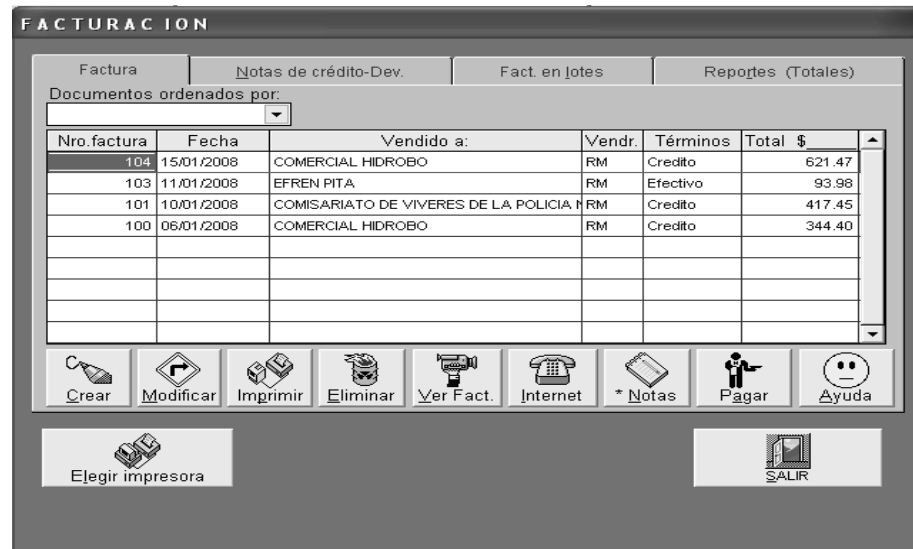 FACTURACION
Factura Notas de crédito-Dev. Fact. en lotes Reportes (Totales)
Documentos ordenados por:
Nro.factura Fecha Vendido a: Vendr. Términos Total $
104 15/01/2008 COMERCIAL HIDROBO RM Credito 621.47
103 11/01/2008 EFREN PITA RM Efectivo 93.98
101 10/01/2008 COMISARIATO DE VIVERES DE LA POLICIA RM Credito 417.45
100 06/01/2008 COMERCIAL HIDROBO RM Credito 344.40
Crear Modificar Imprimir Eliminar Ver Fact. Internet * Notas Pagar Ayuda
Elegir impresora SALIR